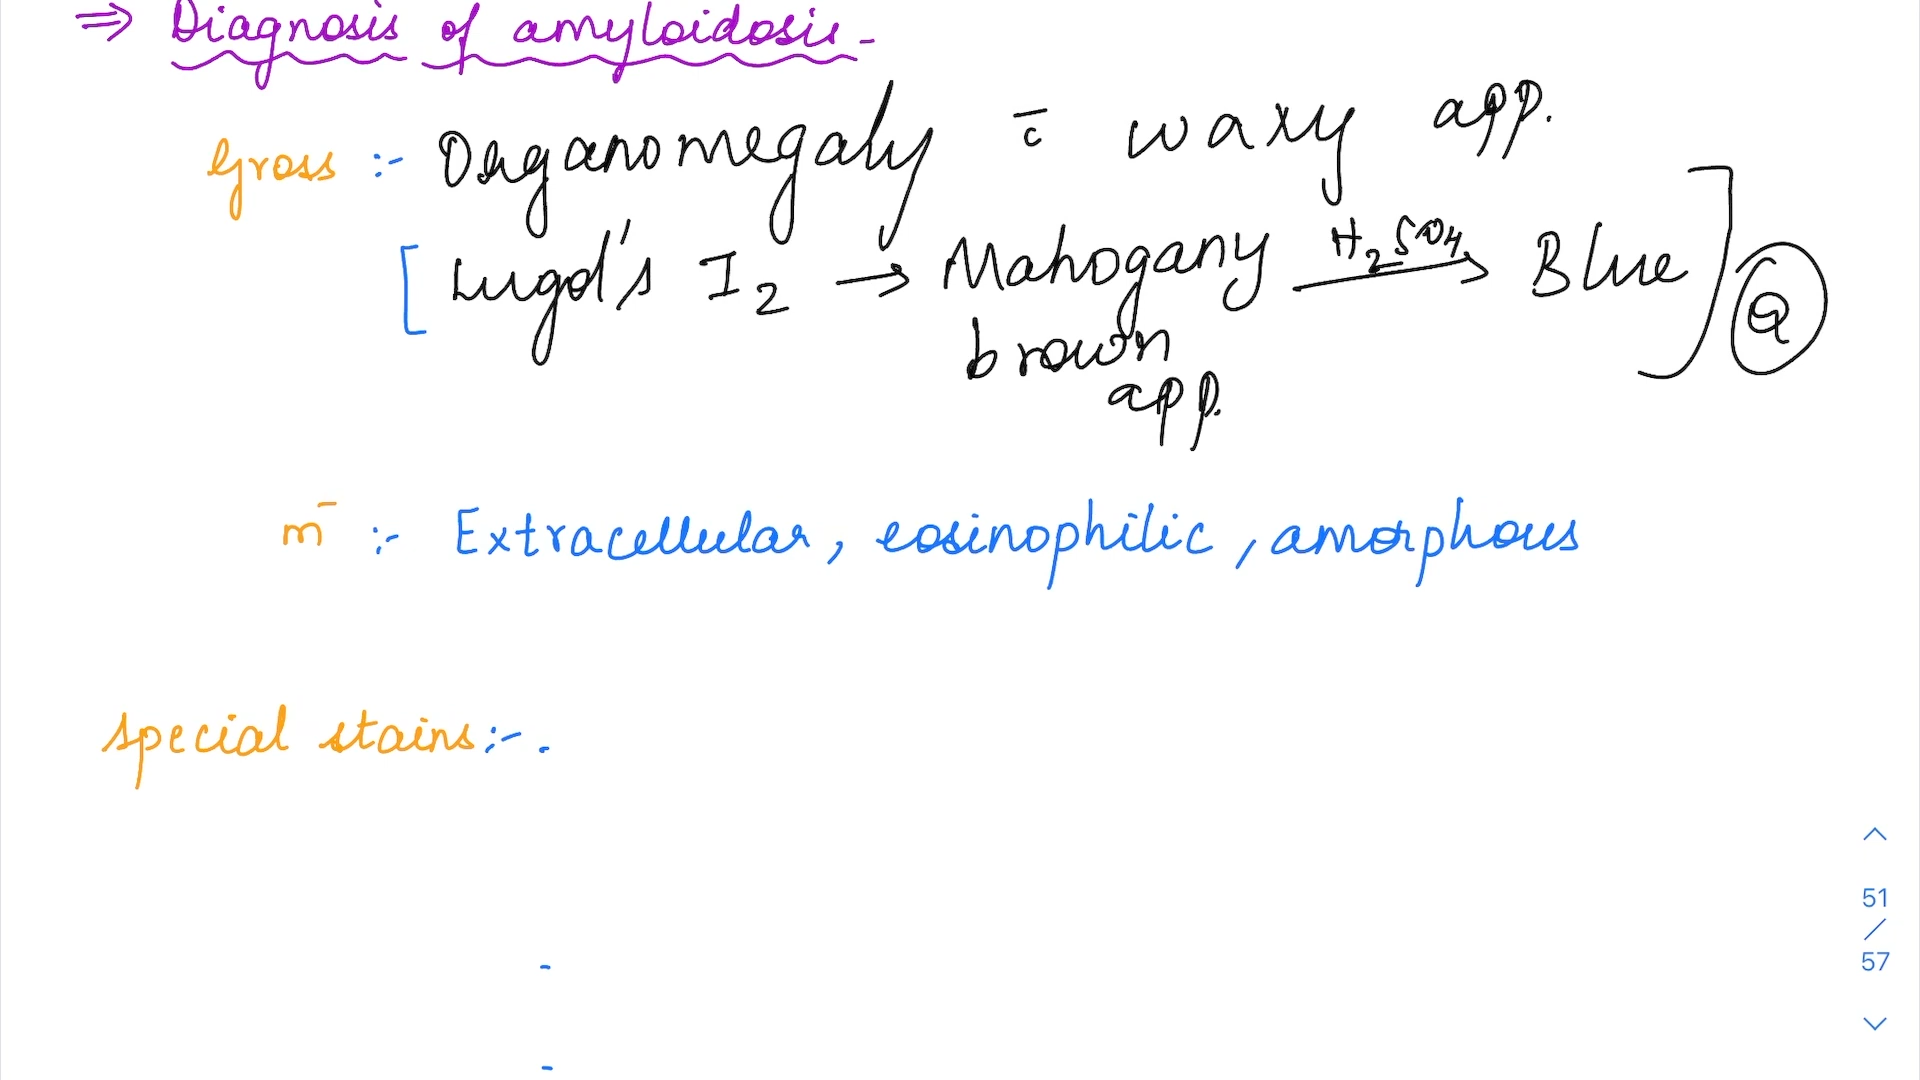 ⇒ Diagnosis of amyloidosis -
Gross :- Organomegaly c̄ waxy app.
[ Lugol's I₂ → Mahogany brown app. H₂SO₄→ Blue ] Q
m̄ :- Extracellular, eosinophilic, amorphous
special stains:- .
-
-
51
/
57